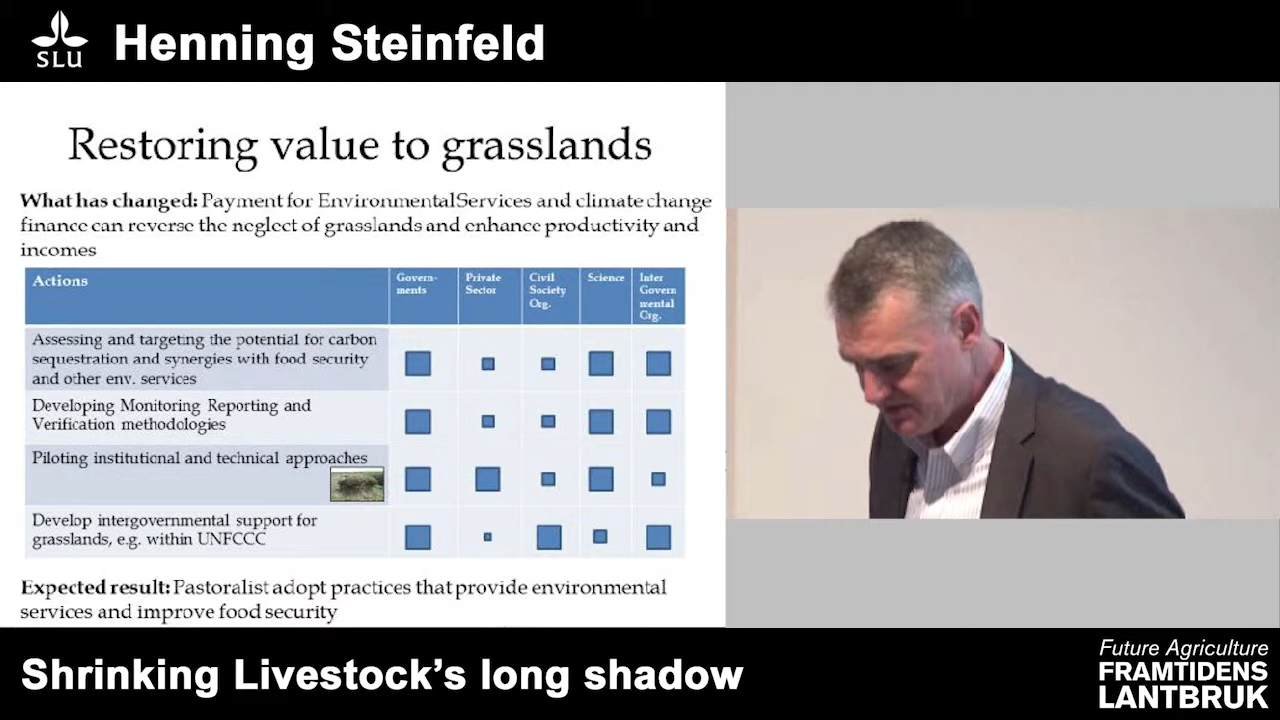 SLU
Henning Steinfeld
Restoring value to grasslands
What has changed: Payment for EnvironmentalServices and climate change
finance can reverse the neglect of grasslands and enhance productivity and
incomes
Actions
Govern-
ments
Private
Sector
Civil
Society
Org.
Science
Inter
Govern
mental
Org.
Assessing and targeting the potential for carbon
sequestration and synergies with food security
and other env. services
Developing Monitoring Reporting and
Verification methodologies
Piloting institutional and technical approaches
Develop intergovernmental support for
grasslands, e.g. within UNFCCC
Expected result: Pastoralist adopt practices that provide environmental
services and improve food security
Shrinking Livestock’s long shadow
Future Agriculture
FRAMTIDENS
LANTBRUK